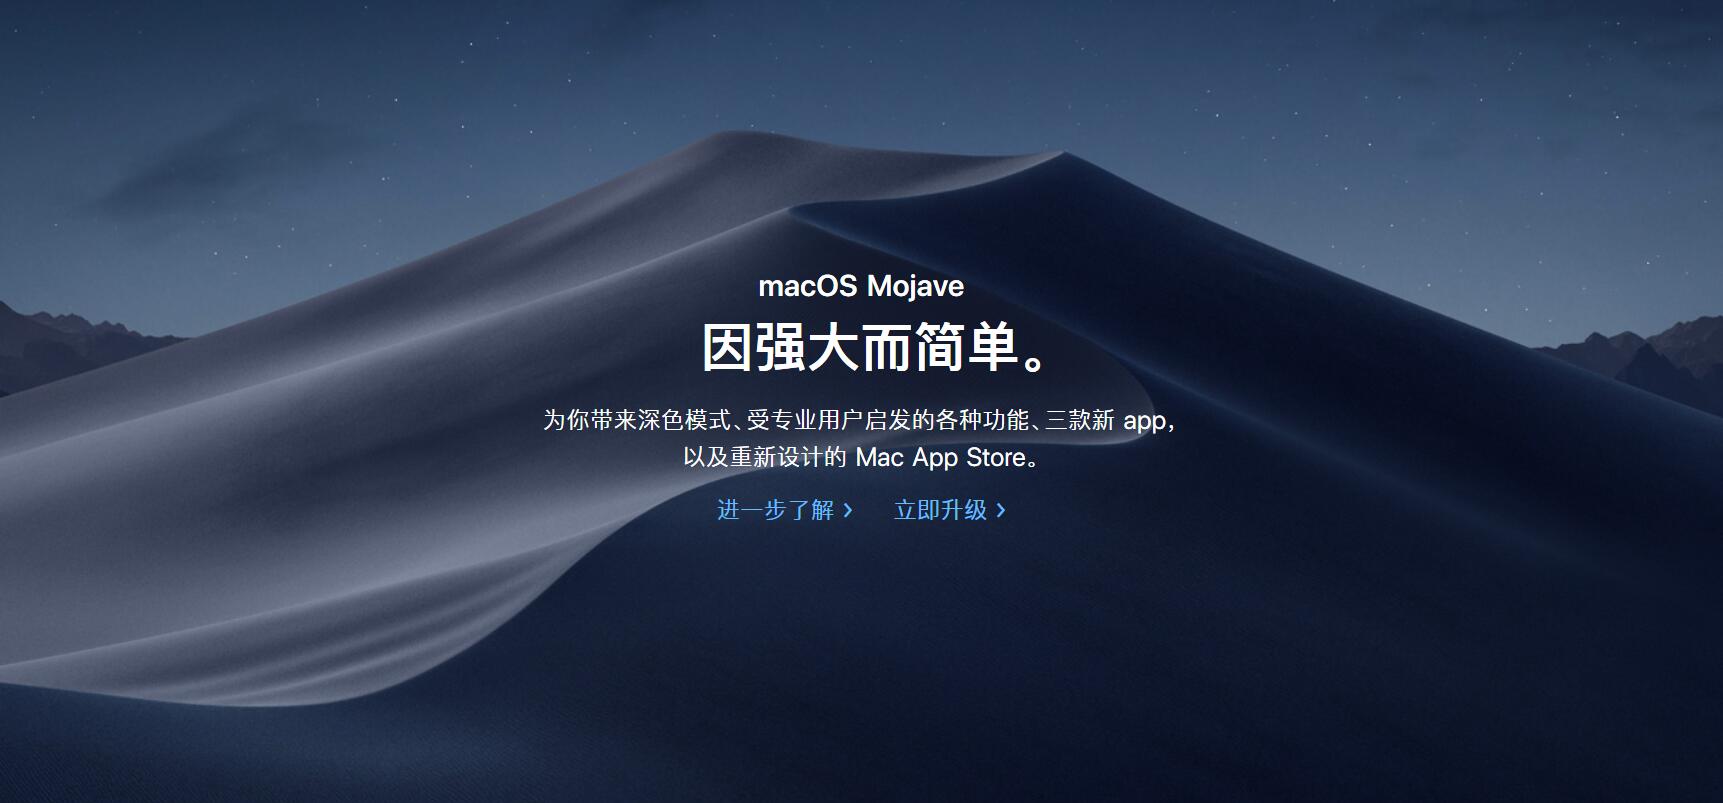 macOS Mojave
因强大而简单。
为你带来深色模式、受专业用户启发的各种功能、三款新 app，
以及重新设计的 Mac App Store。
进一步了解 > 立即升级 >